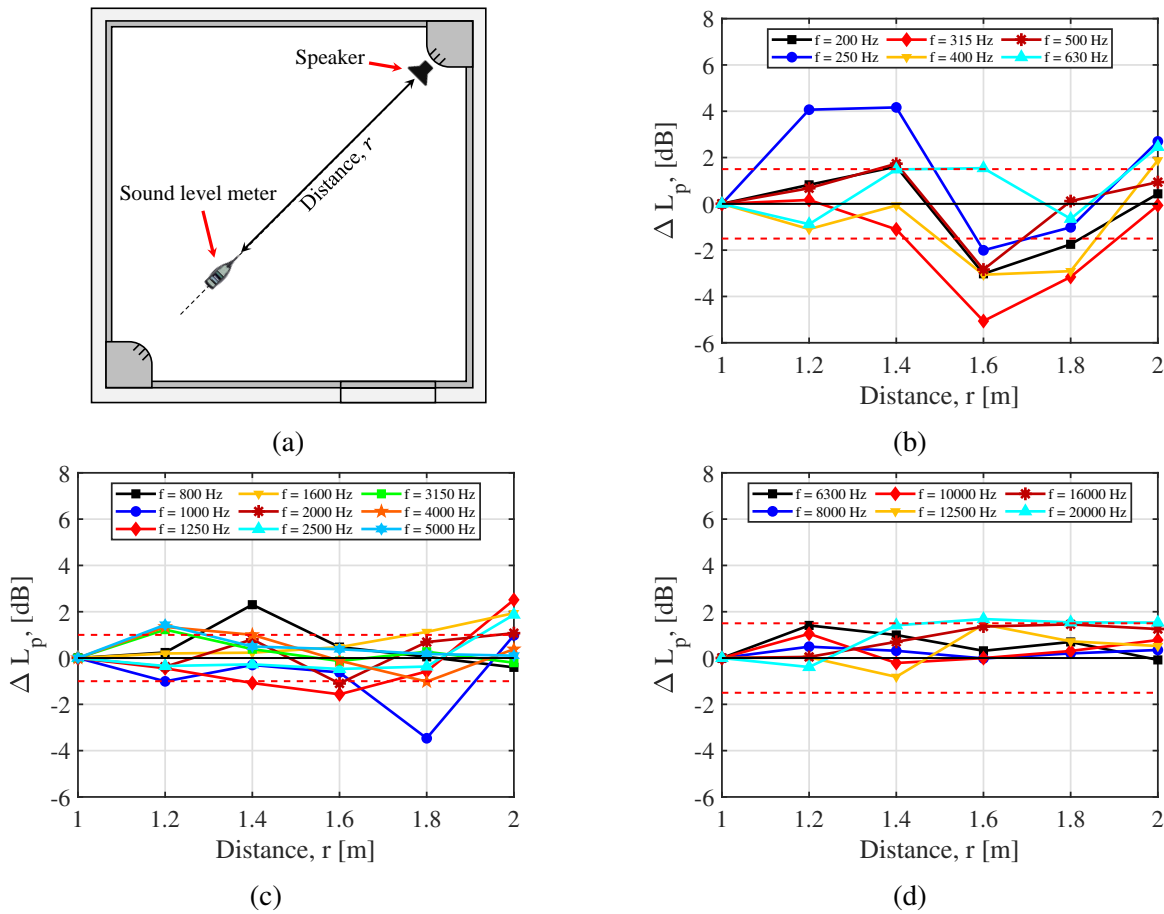 Speaker
Distance, r
Sound level meter
(a)
f = 200 Hz f = 315 Hz f = 500 Hz
f = 250 Hz f = 400 Hz f = 630 Hz
8
6
4
2
0
-2
-4
-6
Δ Lp, [dB]
1 1.2 1.4 1.6 1.8 2
Distance, r [m]
(b)
f = 800 Hz f = 1600 Hz f = 3150 Hz
f = 1000 Hz f = 2000 Hz f = 4000 Hz
f = 1250 Hz f = 2500 Hz f = 5000 Hz
8
6
4
2
0
-2
-4
-6
Δ Lp, [dB]
1 1.2 1.4 1.6 1.8 2
Distance, r [m]
(c)
f = 6300 Hz f = 10000 Hz f = 16000 Hz
f = 8000 Hz f = 12500 Hz f = 20000 Hz
8
6
4
2
0
-2
-4
-6
Δ Lp, [dB]
1 1.2 1.4 1.6 1.8 2
Distance, r [m]
(d)